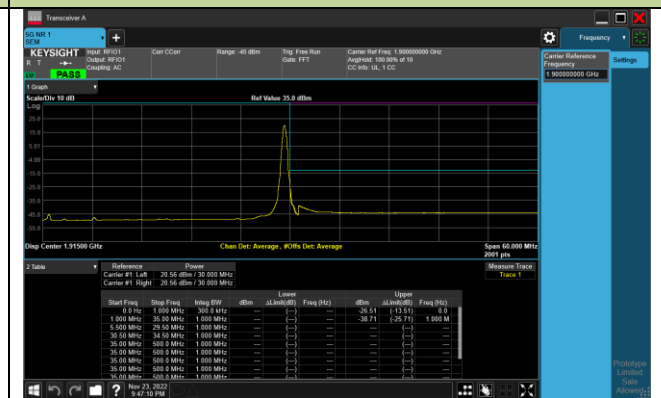 Transceiver A
5G NR 1
SEM
+
Frequency
KEYSIGHT
R T
LV
PASS
Input: RFIO1
Output: RFIO1
Coupling: AC
Corr CCorr
Range: -45 dBm
Trig: Free Run
Gate: FFT
Carrier Ref Freq: 1.900000000 GHz
Avg|Hold: 100.00% of 10
CC Info: UL, 1 CC
Carrier Reference
Frequency
1.900000000 GHz
Settings
1 Graph
Scale/Div 10 dB
Ref Value 35.0 dBm
Log
25.0
15.0
5.01
-4.99
-15.0
-25.0
-35.0
-45.0
-55.0
Disp Center 1.91500 GHz
Chan Det: Average , #Offs Det: Average
Span 60.000 MHz
2001 pts
2 Table
Reference Power
Carrier #1: Left 20.56 dBm / 30.000 MHz
Carrier #1: Right 20.56 dBm / 30.000 MHz
Measure Trace
Trace 1
Lower Upper
Start Freq Stop Freq Integ BW dBm ΔLimit(dB) Freq (Hz) dBm ΔLimit(dB) Freq (Hz)
0.0 Hz 1.000 MHz 300.0 kHz --- (---) --- -26.51 (-13.51) 0.0
1.000 MHz 35.00 MHz 1.000 MHz --- (---) --- -38.71 (-25.71) 1.000 M
5.500 MHz 29.50 MHz 1.000 MHz --- (---) --- --- (---) ---
30.50 MHz 34.50 MHz 1.000 MHz --- (---) --- --- (---) ---
35.00 MHz 500.0 MHz 1.000 MHz --- (---) --- --- (---) ---
35.00 MHz 500.0 MHz 1.000 MHz --- (---) --- --- (---) ---
35.00 MHz 500.0 MHz 1.000 MHz --- (---) --- --- (---) ---
35.00 MHz 500.0 MHz 1.000 MHz --- (---) --- --- (---) ---
Prototype
Limited
Sale
Allowed
?
Nov 23, 2022
9:47:10 PM